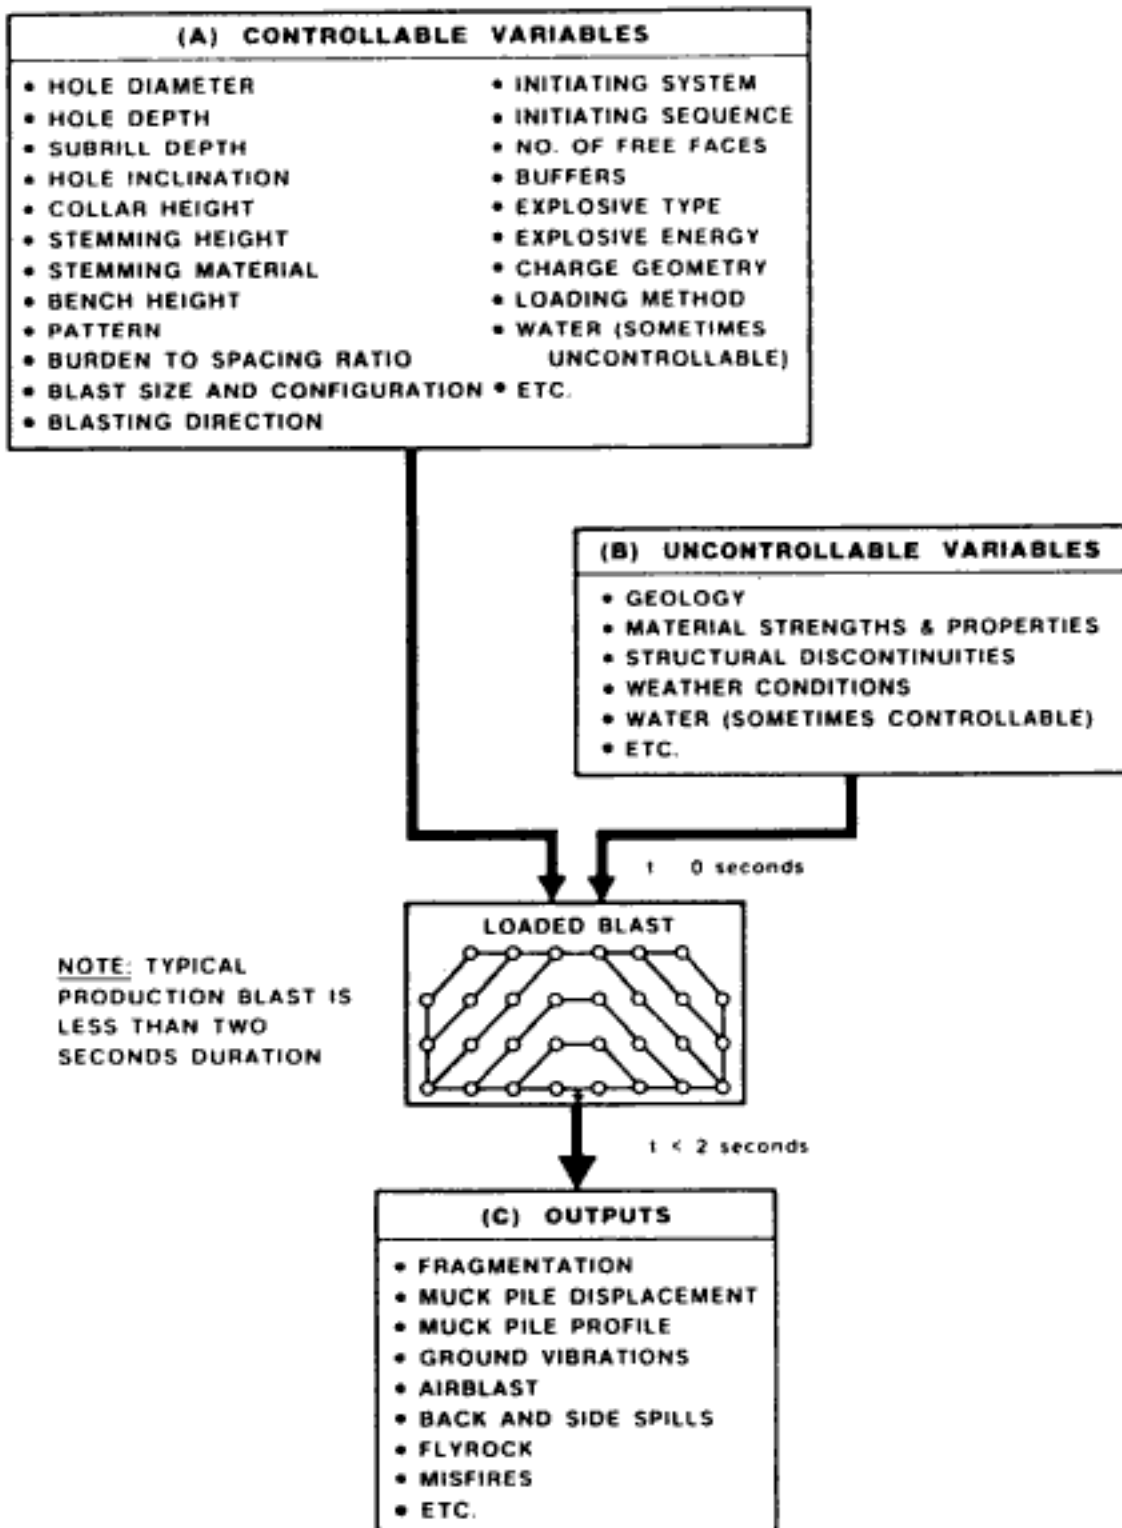 (A) CONTROLLABLE VARIABLES
• HOLE DIAMETER
• HOLE DEPTH
• SUBRILL DEPTH
• HOLE INCLINATION
• COLLAR HEIGHT
• STEMMING HEIGHT
• STEMMING MATERIAL
• BENCH HEIGHT
• PATTERN
• BURDEN TO SPACING RATIO
• BLAST SIZE AND CONFIGURATION
• BLASTING DIRECTION
• INITIATING SYSTEM
• INITIATING SEQUENCE
• NO. OF FREE FACES
• BUFFERS
• EXPLOSIVE TYPE
• EXPLOSIVE ENERGY
• CHARGE GEOMETRY
• LOADING METHOD
• WATER (SOMETIMES
UNCONTROLLABLE)
• ETC.
(B) UNCONTROLLABLE VARIABLES
• GEOLOGY
• MATERIAL STRENGTHS & PROPERTIES
• STRUCTURAL DISCONTINUITIES
• WEATHER CONDITIONS
• WATER (SOMETIMES CONTROLLABLE)
• ETC.
t 0 seconds
LOADED BLAST
NOTE: TYPICAL
PRODUCTION BLAST IS
LESS THAN TWO
SECONDS DURATION
t < 2 seconds
(C) OUTPUTS
• FRAGMENTATION
• MUCK PILE DISPLACEMENT
• MUCK PILE PROFILE
• GROUND VIBRATIONS
• AIRBLAST
• BACK AND SIDE SPILLS
• FLYROCK
• MISFIRES
• ETC.